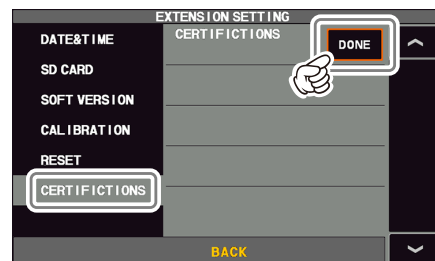 EXTENSION SETTING
DATE&TIME
SD CARD
SOFT VERSION
CALIBRATION
RESET
CERTIFICTIONS
CERTIFICTIONS
DONE
BACK